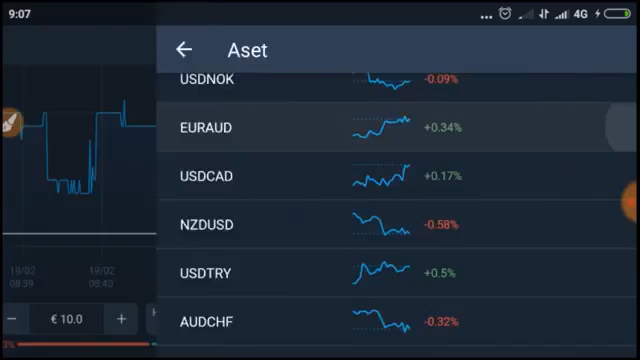 9:07
4G
Aset
USDNOK -0.09%
EURAUD +0.34%
USDCAD +0.17%
NZDUSD -0.58%
USDTRY +0.5%
AUDCHF -0.32%
19/02 19/02
08:39 08:40
− € 10.0 +
3%